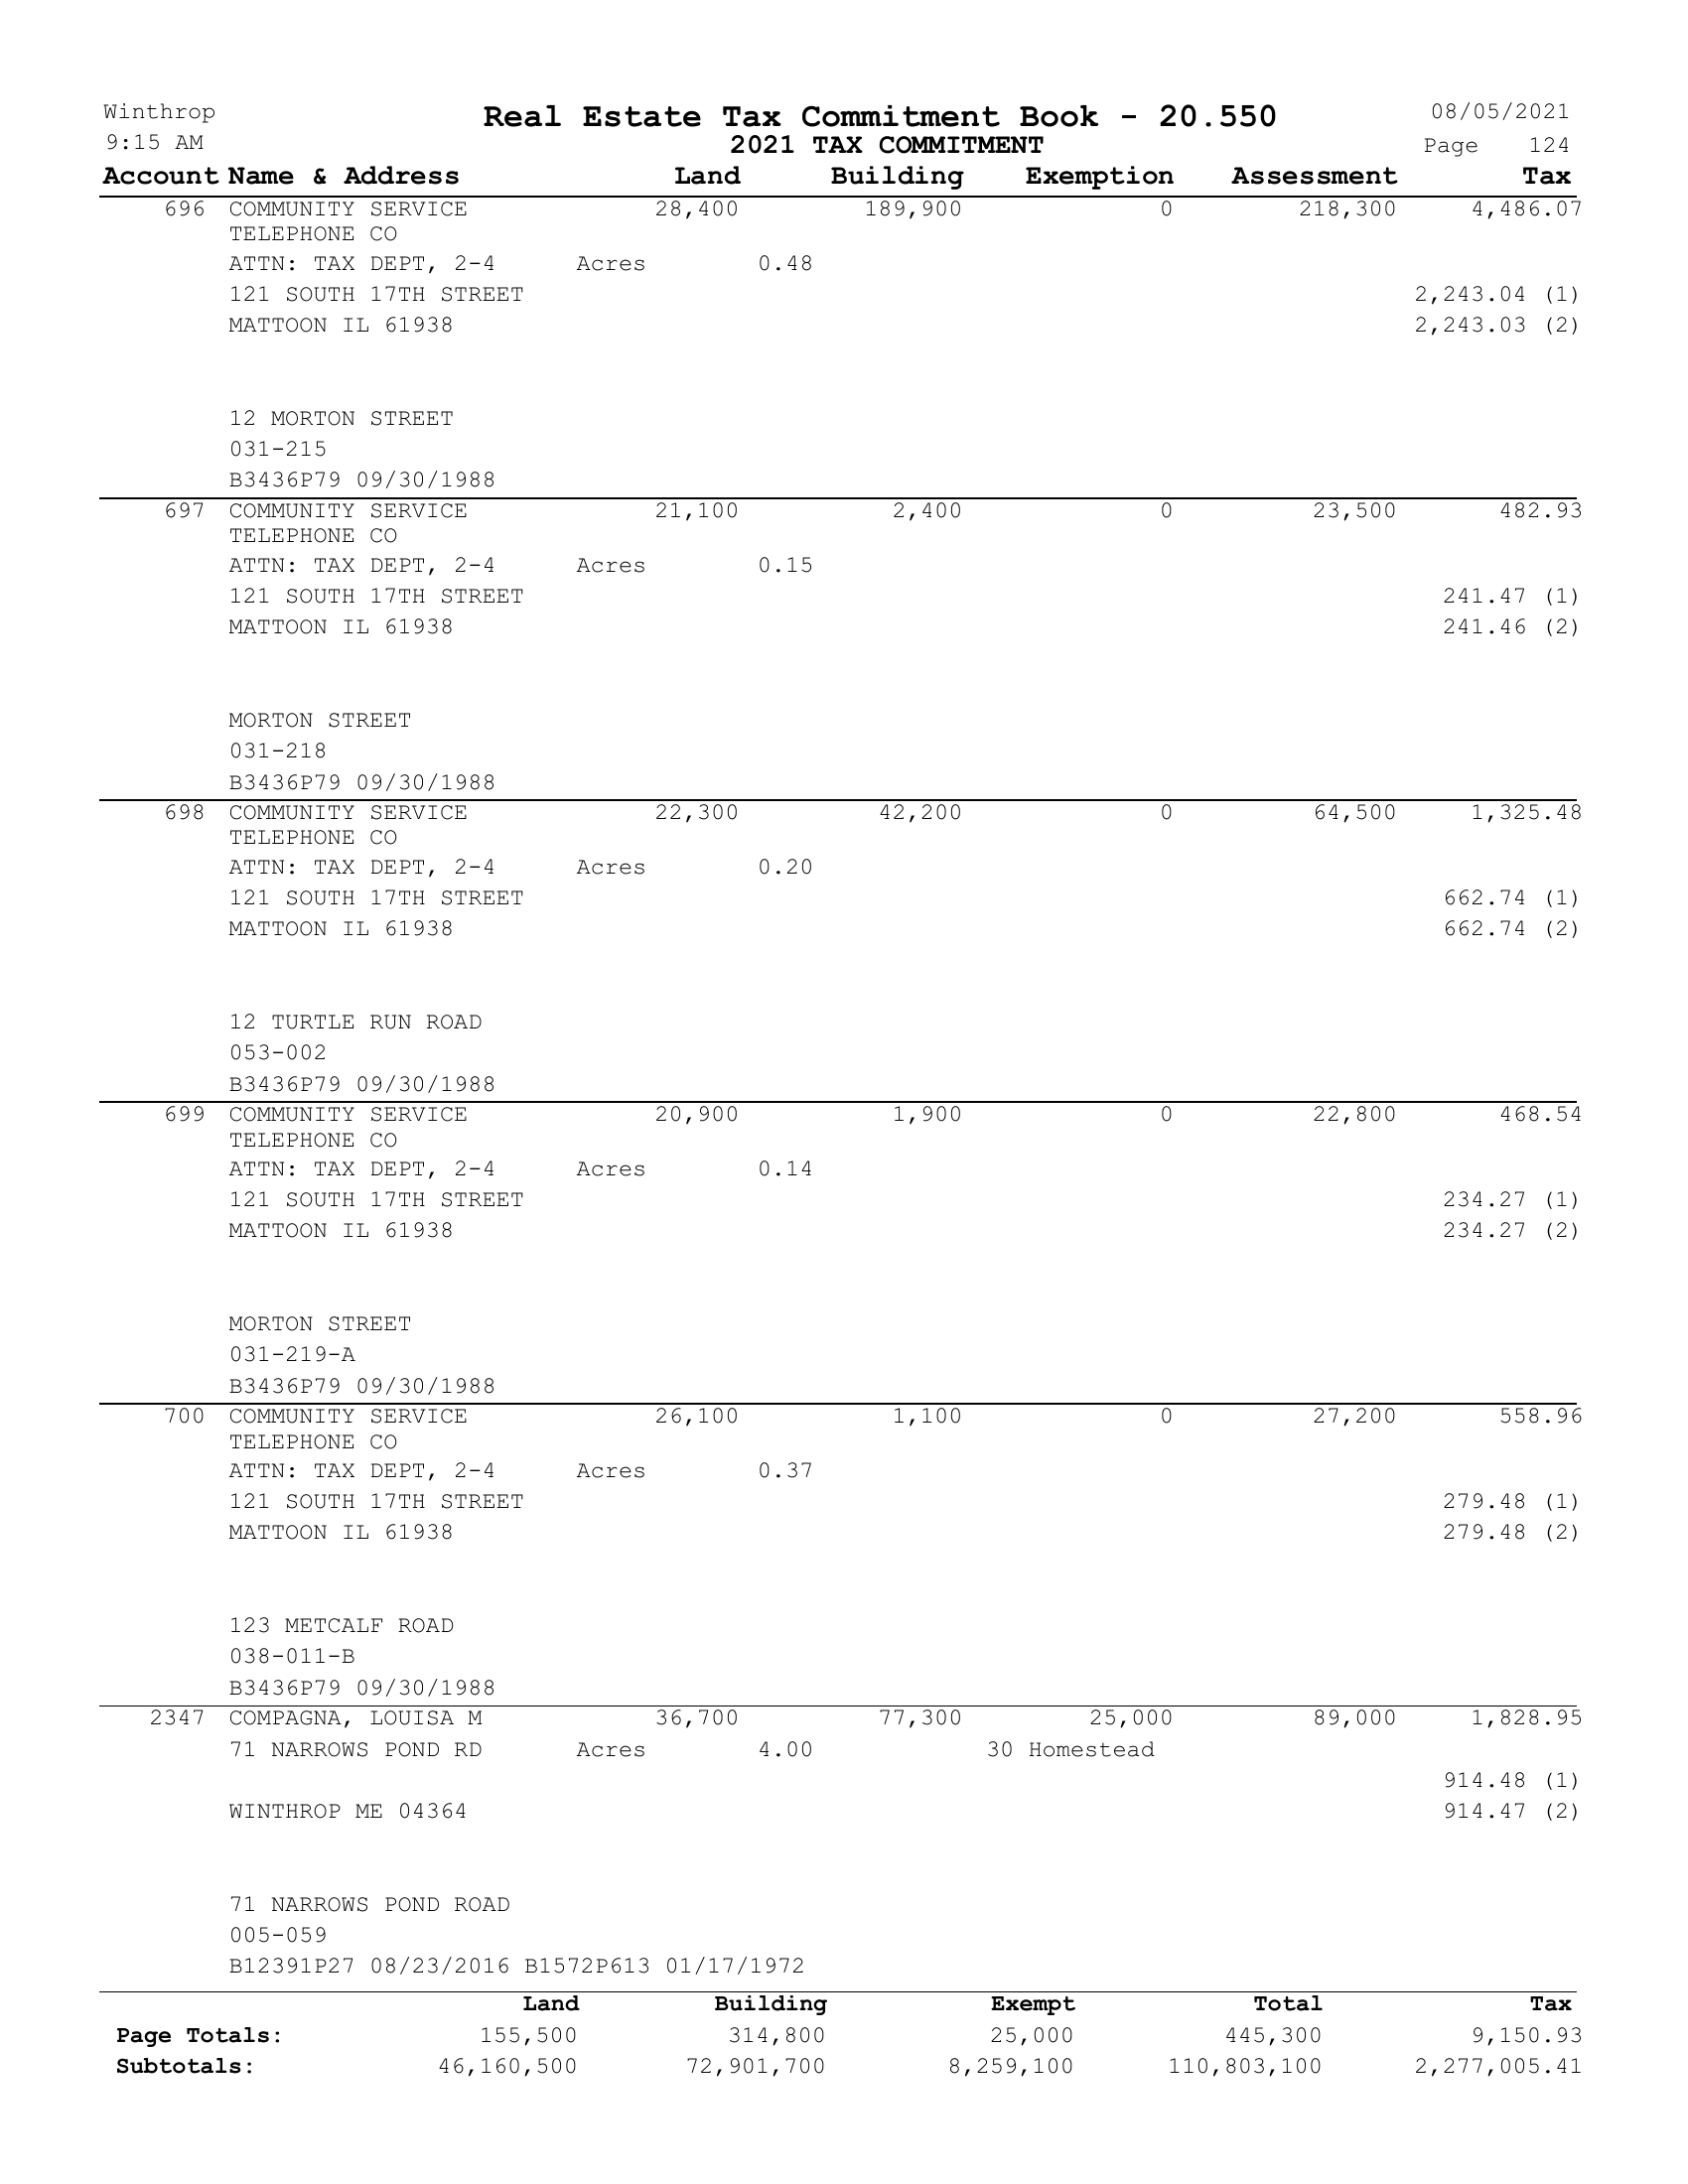 Winthrop Real Estate Tax Commitment Book - 20.550 08/05/2021
9:15 AM 2021 TAX COMMITMENT Page 124
Account Name & Address Land Building Exemption Assessment Tax
696 COMMUNITY SERVICE 28,400 189,900 0 218,300 4,486.07
TELEPHONE CO
ATTN: TAX DEPT, 2-4 Acres 0.48
121 SOUTH 17TH STREET 2,243.04 (1)
MATTOON IL 61938 2,243.03 (2)
12 MORTON STREET
031-215
B3436P79 09/30/1988
697 COMMUNITY SERVICE 21,100 2,400 0 23,500 482.93
TELEPHONE CO
ATTN: TAX DEPT, 2-4 Acres 0.15
121 SOUTH 17TH STREET 241.47 (1)
MATTOON IL 61938 241.46 (2)
MORTON STREET
031-218
B3436P79 09/30/1988
698 COMMUNITY SERVICE 22,300 42,200 0 64,500 1,325.48
TELEPHONE CO
ATTN: TAX DEPT, 2-4 Acres 0.20
121 SOUTH 17TH STREET 662.74 (1)
MATTOON IL 61938 662.74 (2)
12 TURTLE RUN ROAD
053-002
B3436P79 09/30/1988
699 COMMUNITY SERVICE 20,900 1,900 0 22,800 468.54
TELEPHONE CO
ATTN: TAX DEPT, 2-4 Acres 0.14
121 SOUTH 17TH STREET 234.27 (1)
MATTOON IL 61938 234.27 (2)
MORTON STREET
031-219-A
B3436P79 09/30/1988
700 COMMUNITY SERVICE 26,100 1,100 0 27,200 558.96
TELEPHONE CO
ATTN: TAX DEPT, 2-4 Acres 0.37
121 SOUTH 17TH STREET 279.48 (1)
MATTOON IL 61938 279.48 (2)
123 METCALF ROAD
038-011-B
B3436P79 09/30/1988
2347 COMPAGNA, LOUISA M 36,700 77,300 25,000 89,000 1,828.95
71 NARROWS POND RD Acres 4.00 30 Homestead
914.48 (1)
WINTHROP ME 04364 914.47 (2)
71 NARROWS POND ROAD
005-059
B12391P27 08/23/2016 B1572P613 01/17/1972
Land Building Exempt Total Tax
Page Totals: 155,500 314,800 25,000 445,300 9,150.93
Subtotals: 46,160,500 72,901,700 8,259,100 110,803,100 2,277,005.41